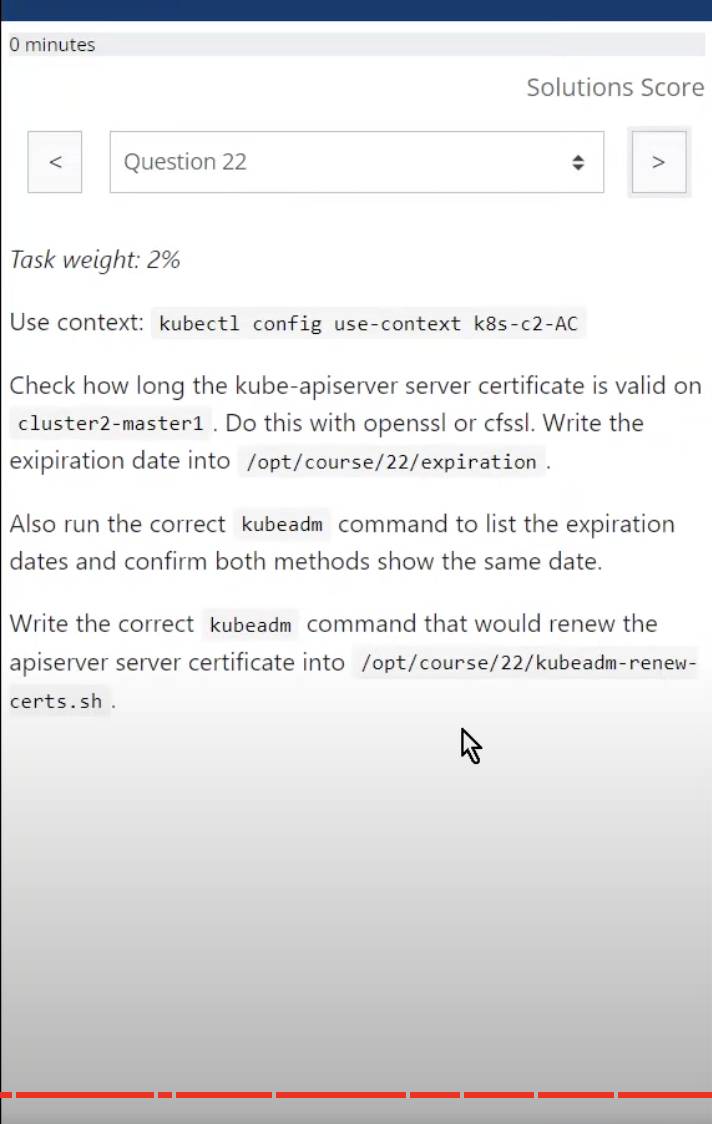 0 minutes
Solutions Score
<
Question 22
>
Task weight: 2%
Use context: kubectl config use-context k8s-c2-AC
Check how long the kube-apiserver server certificate is valid on
cluster2-master1 . Do this with openssl or cfssl. Write the
exipiration date into /opt/course/22/expiration .
Also run the correct kubeadm command to list the expiration
dates and confirm both methods show the same date.
Write the correct kubeadm command that would renew the
apiserver server certificate into /opt/course/22/kubeadm-renew-
certs.sh .